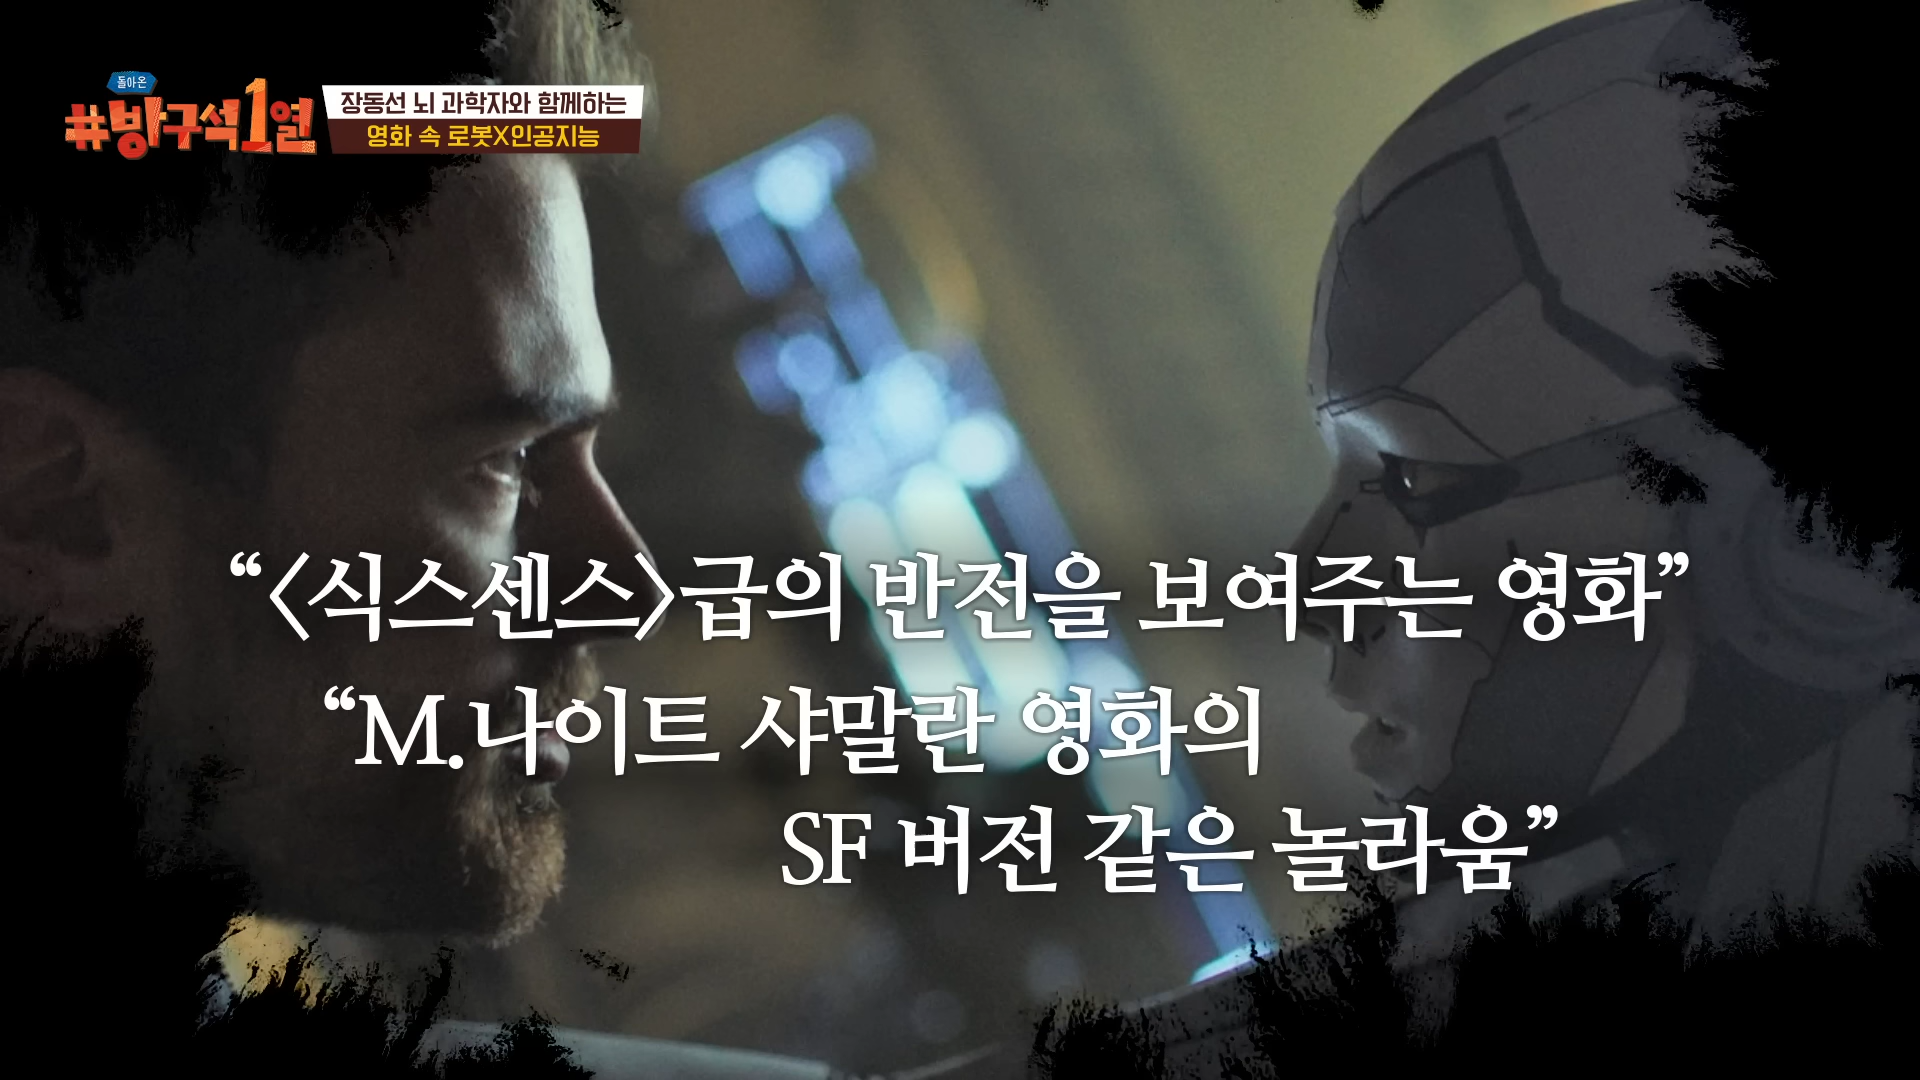 돌아온
#방구석1열
장동선 뇌 과학자와 함께하는
영화 속 로봇X인공지능
“<식스센스>급의 반전을 보여주는 영화”
“M.나이트 샤말란 영화의
SF 버전 같은 놀라움”